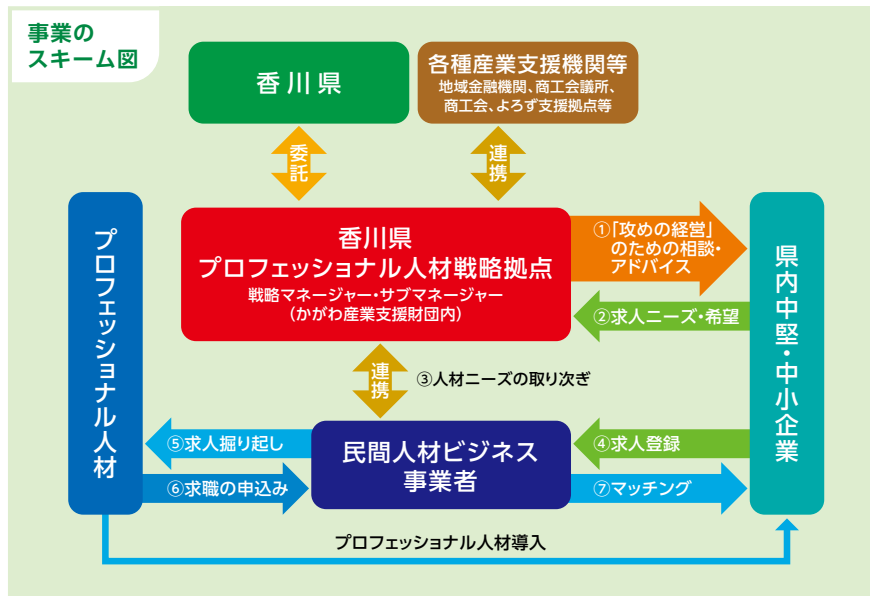 事業の
スキーム図
香川県
各種産業支援機関等
地域金融機関、商工会議所、
商工会、よろず支援拠点等
委託
連携
プロフェッショナル人材
香川県
プロフェッショナル人材戦略拠点
戦略マネージャー・サブマネージャー
（かがわ産業支援財団内）
①「攻めの経営」
のための相談・
アドバイス
②求人ニーズ・希望
県内中堅・中小企業
連携
③人材ニーズの取り次ぎ
⑤求人掘り起し
⑥求職の申込み
民間人材ビジネス
事業者
④求人登録
⑦マッチング
プロフェッショナル人材導入